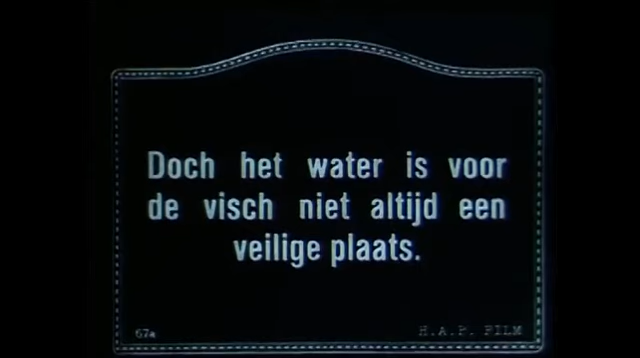 Doch het water is voor
de visch niet altijd een
veilige plaats.
67a
H.A.P. FILM